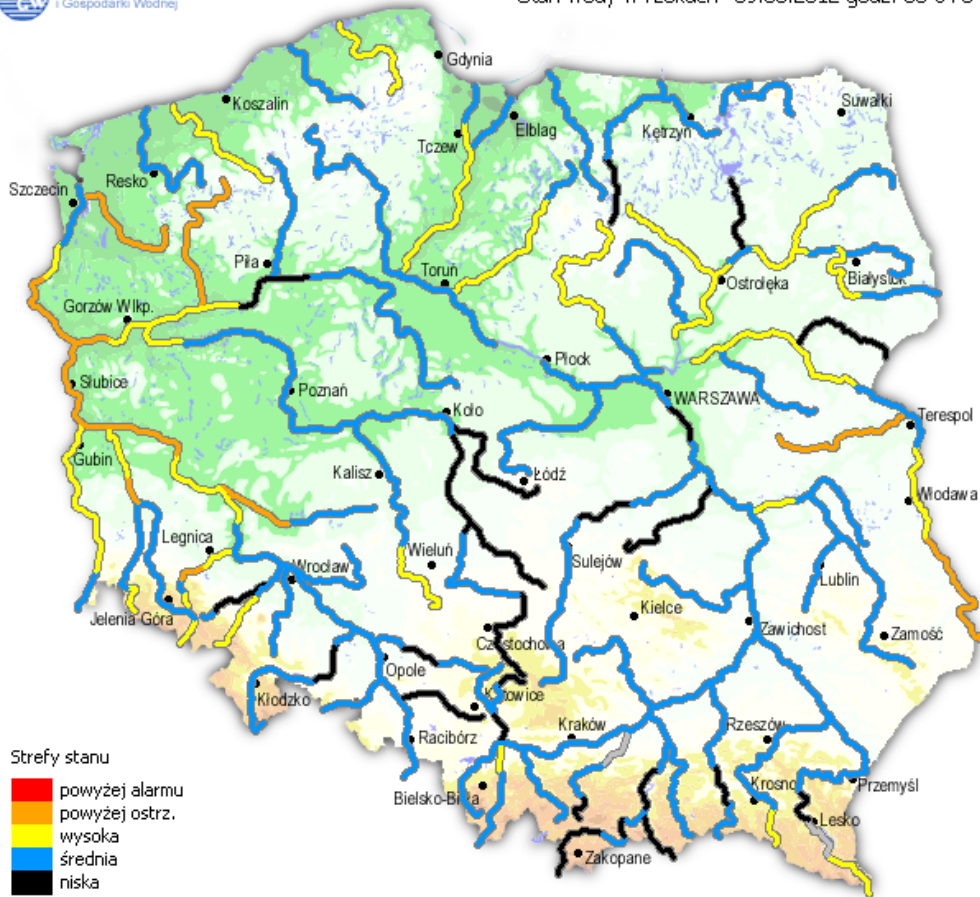 GW
i Gospodarki Wodnej
Gdynia
Koszalin
Suwałki
Elbląg
Kętrzyn
Tczew
Resko
Szczecin
Piła
Toruń
Białystok
Ostrołęka
Gorzów Wlkp.
Płock
Słubice
Poznań
WARSZAWA
Koło
Terespol
Gubin
Kalisz
Łódź
Włodawa
Legnica
Wieluń
Sulejów
Wrocław
Lublin
Jelenia Góra
Kielce
Zawichost
Zamość
Częstochowa
Opole
Kłodzko
Katowice
Racibórz
Kraków
Rzeszów
Strefy stanu
powyżej alarmu
powyżej ostrz.
wysoka
średnia
niska
Bielsko-Biała
Krosno
Przemyśl
Lesko
Zakopane